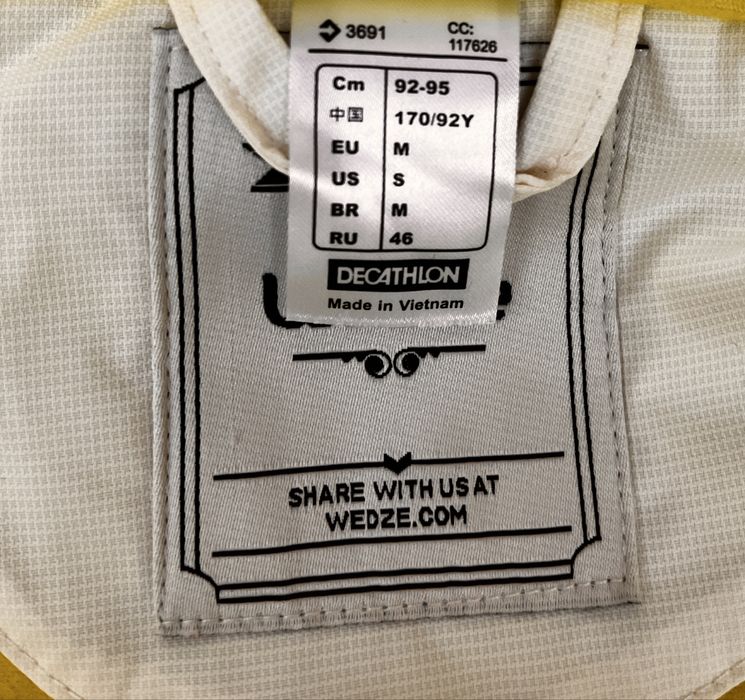 3691 CC:
117626
Cm 92-95
中国 170/92Y
EU M
US S
BR M
RU 46
DECATHLON
Made in Vietnam
SHARE WITH US AT
WEDZE.COM